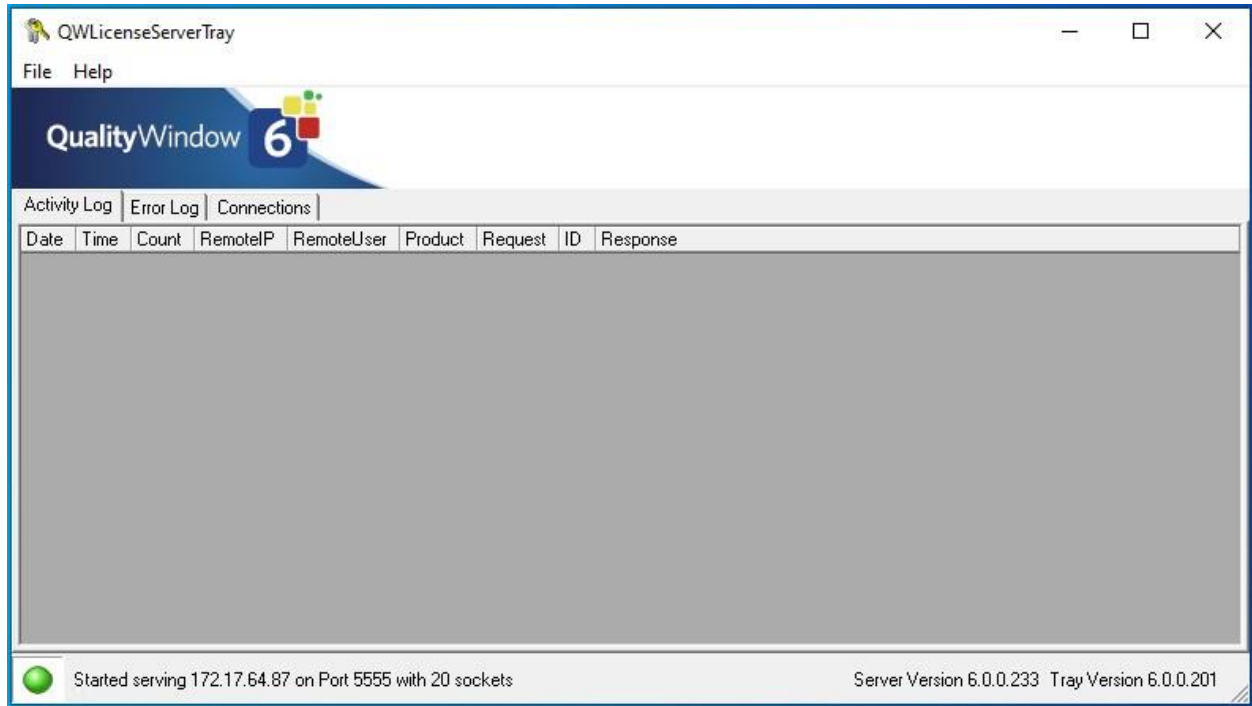 QWLicenseServerTray
File Help
QualityWindow 6
Activity Log Error Log Connections
Date Time Count RemoteIP RemoteUser Product Request ID Response
Started serving 172.17.64.87 on Port 5555 with 20 sockets Server Version 6.0.0.233 Tray Version 6.0.0.201